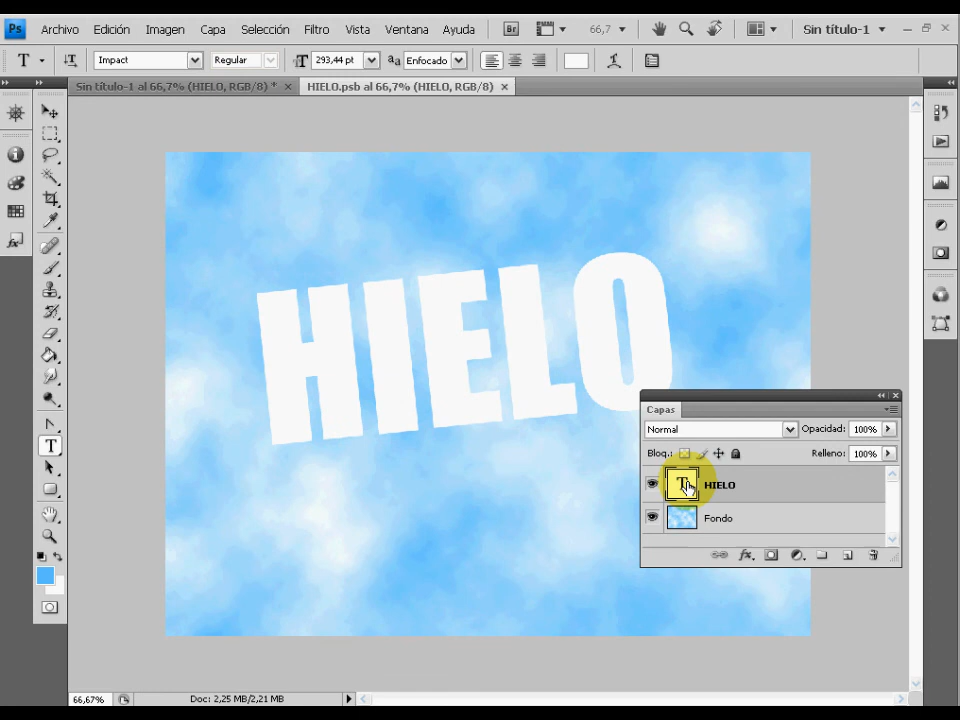 Ps Archivo Edición Imagen Capa Selección Filtro Vista Ventana Ayuda Br 66,7 Sin título-1
T T Impact Regular T 293,44 pt aa Enfocado
Sin título-1 al 66,7% (HIELO, RGB/8) * × HIELO.psb al 66,7% (HIELO, RGB/8) ×
HIELO
Capas
Normal Opacidad: 100%
Bloq.: Relleno: 100%
T HIELO
Fondo
fx
T
66,67% Doc: 2,25 MB/2,21 MB